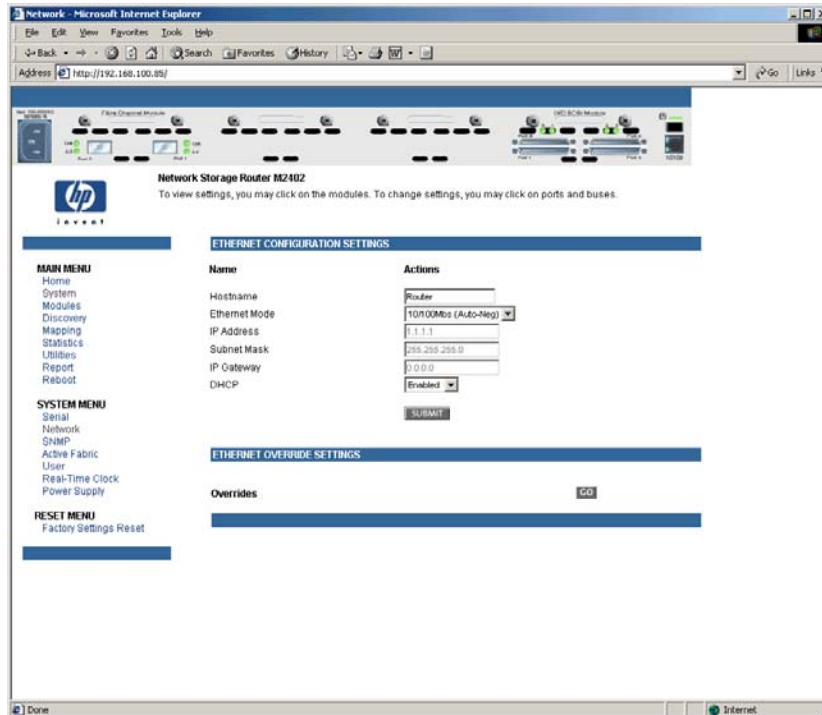 Network - Microsoft Internet Explorer
File Edit View Favorites Tools Help
Back Search Favorites History
Address http://192.168.100.85/ Go Links
Fibre Channel Module
LVD SCSI Module
hp
invent
Network Storage Router M2402
To view settings, you may click on the modules. To change settings, you may click on ports and buses.
ETHERNET CONFIGURATION SETTINGS
MAIN MENU
Home
System
Modules
Discovery
Mapping
Statistics
Utilities
Report
Reboot
SYSTEM MENU
Serial
Network
SNMP
Active Fabric
User
Real-Time Clock
Power Supply
RESET MENU
Factory Settings Reset
Name Actions
Hostname Router
Ethernet Mode 10/100Mbs (Auto-Neg)
IP Address 1.1.1.1
Subnet Mask 255.255.255.0
IP Gateway 0.0.0.0
DHCP Enabled
SUBMIT
ETHERNET OVERRIDE SETTINGS
Overrides GO
Done Internet